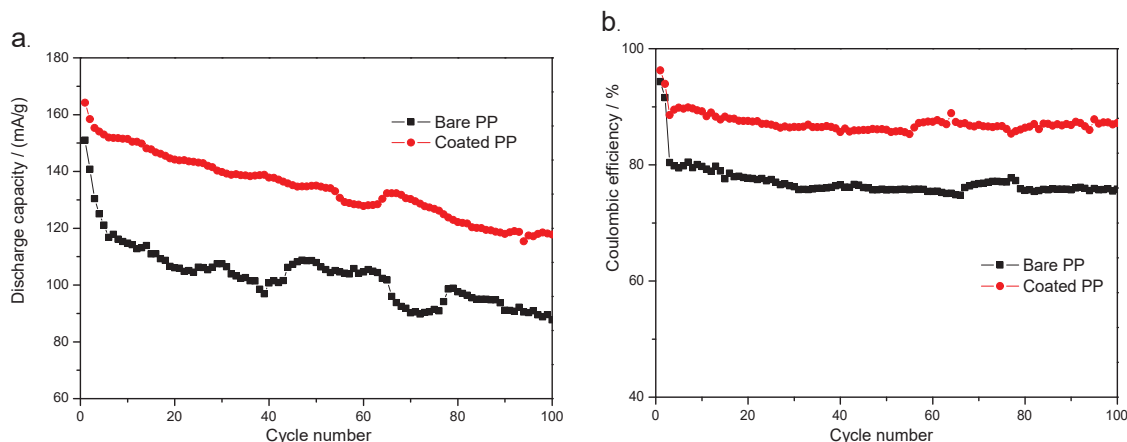 a.
Discharge capacity / (mA/g)
180
160
140
120
100
80
60
0
20
40
60
80
100
Cycle number
Bare PP
Coated PP
b.
Coulombic efficiency / %
100
80
60
40
0
20
40
60
80
100
Cycle number
Bare PP
Coated PP